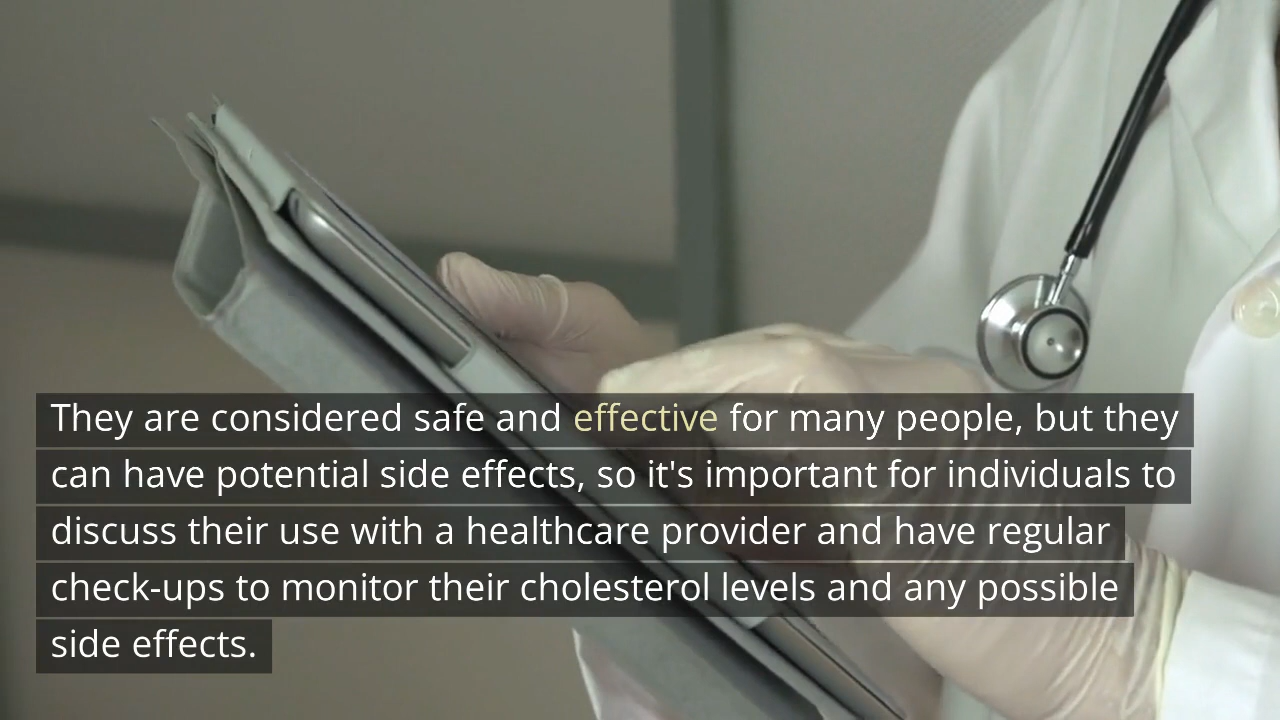 They are considered safe and effective for many people, but they
can have potential side effects, so it's important for individuals to
discuss their use with a healthcare provider and have regular
check-ups to monitor their cholesterol levels and any possible
side effects.